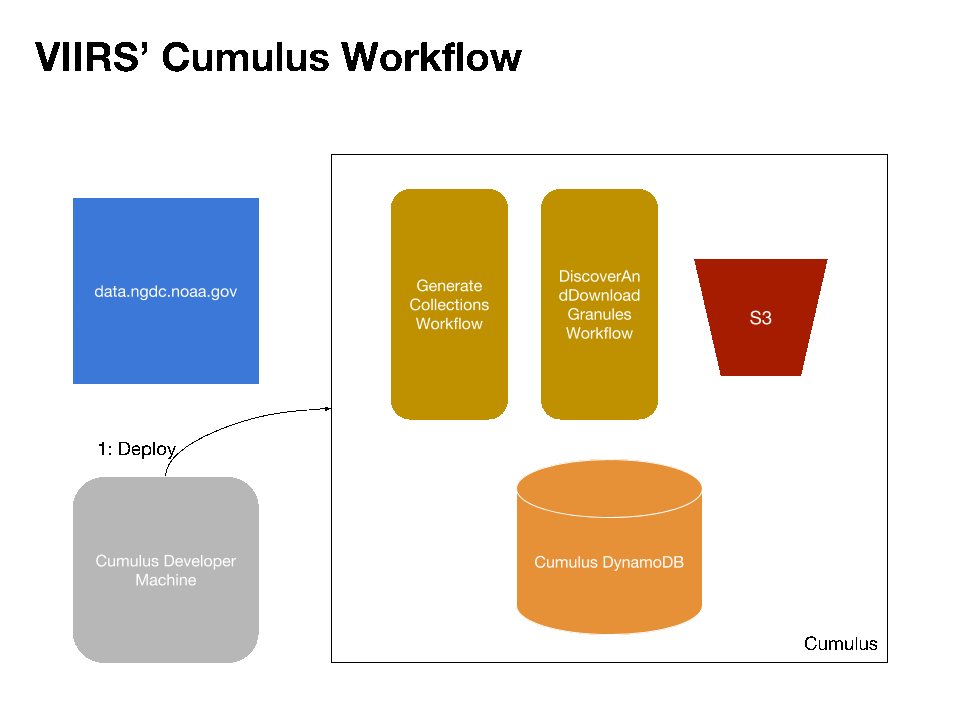 VIIRS’ Cumulus Workflow
data.ngdc.noaa.gov
Generate
Collections
Workflow
DiscoverAn
dDownload
Granules
Workflow
S3
1: Deploy
Cumulus Developer
Machine
Cumulus DynamoDB
Cumulus